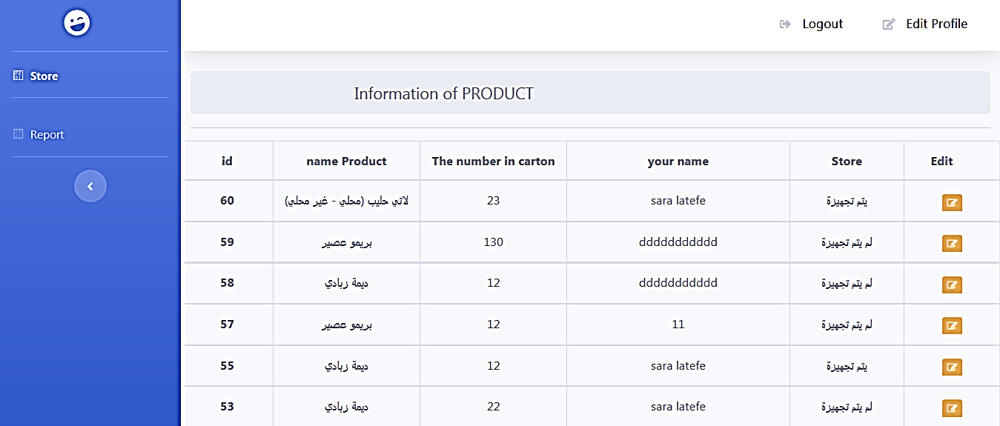 Logout Edit Profile
Store
Report
Information of PRODUCT
id name Product The number in carton your name Store Edit
60 لاتي حليب (محلي - غير محلي) 23 sara latefe يتم تجهيزة
59 بريمو عصير 130 ddddddddddd لم يتم تجهيزة
58 ديمة زبادي 12 ddddddddddd لم يتم تجهيزة
57 بريمو عصير 12 11 لم يتم تجهيزة
55 ديمة زبادي 12 sara latefe يتم تجهيزة
53 ديمة زبادي 22 sara latefe لم يتم تجهيزة